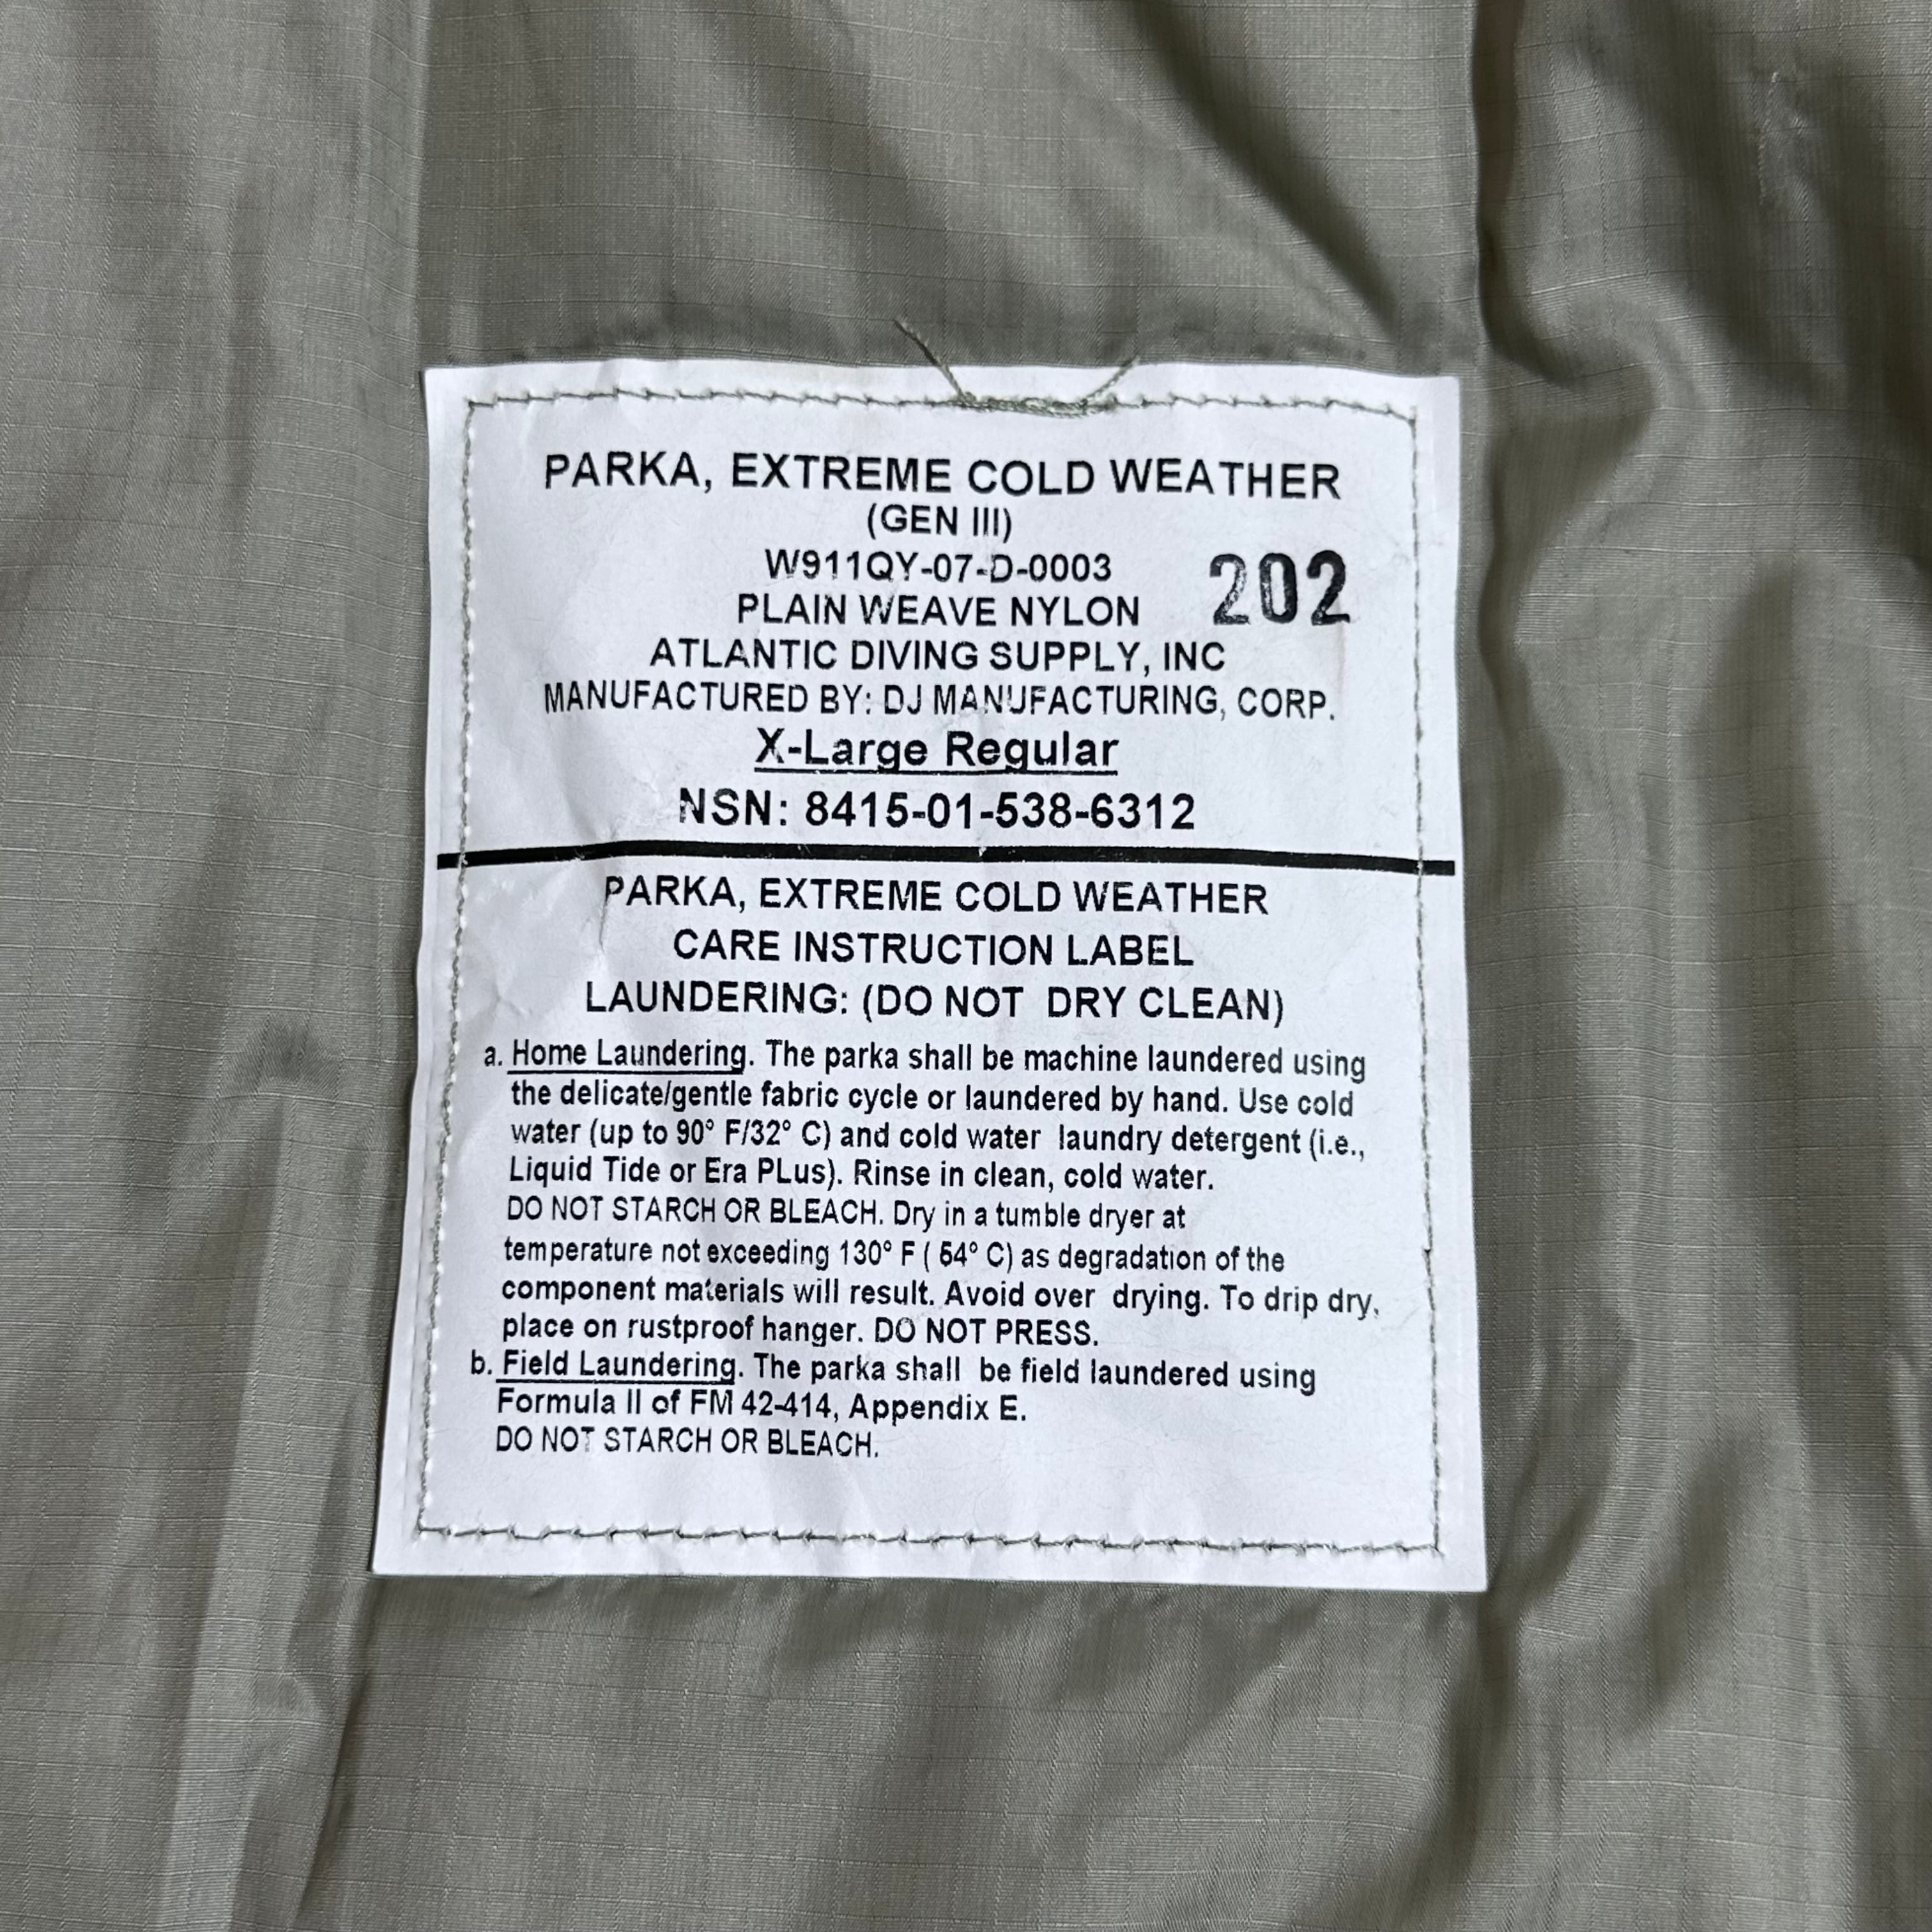 PARKA, EXTREME COLD WEATHER
(GEN III)
W911QY-07-D-0003
202
PLAIN WEAVE NYLON
ATLANTIC DIVING SUPPLY, INC
MANUFACTURED BY: DJ MANUFACTURING, CORP.
X-Large Regular
NSN: 8415-01-538-6312
PARKA, EXTREME COLD WEATHER
CARE INSTRUCTION LABEL
LAUNDERING: (DO NOT DRY CLEAN)
a. Home Laundering. The parka shall be machine laundered using
the delicate/gentle fabric cycle or laundered by hand. Use cold
water (up to 90° F/32° C) and cold water laundry detergent (i.e.,
Liquid Tide or Era PLus). Rinse in clean, cold water.
DO NOT STARCH OR BLEACH. Dry in a tumble dryer at
temperature not exceeding 130° F ( 54° C) as degradation of the
component materials will result. Avoid over drying. To drip dry,
place on rustproof hanger. DO NOT PRESS.
b. Field Laundering. The parka shall be field laundered using
Formula II of FM 42-414, Appendix E.
DO NOT STARCH OR BLEACH.